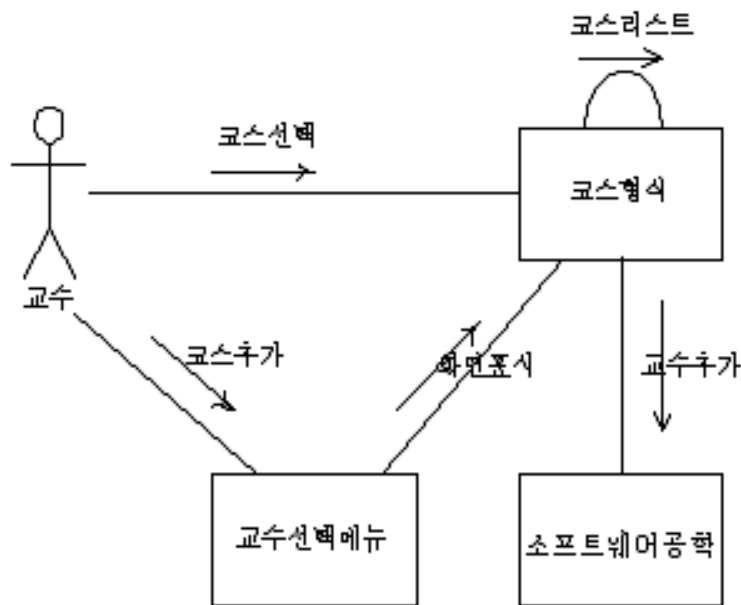 코스리스트
코스선택
코스형식
교수
코스추가
화면표시
교수추가
교수선택메뉴
소프트웨어공학